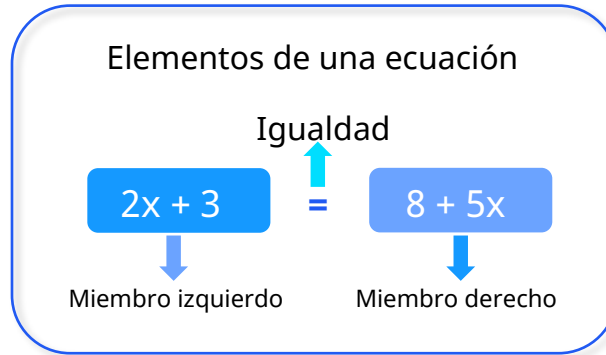 Elementos de una ecuación
Igualdad
2x + 3 = 8 + 5x
Miembro izquierdo Miembro derecho